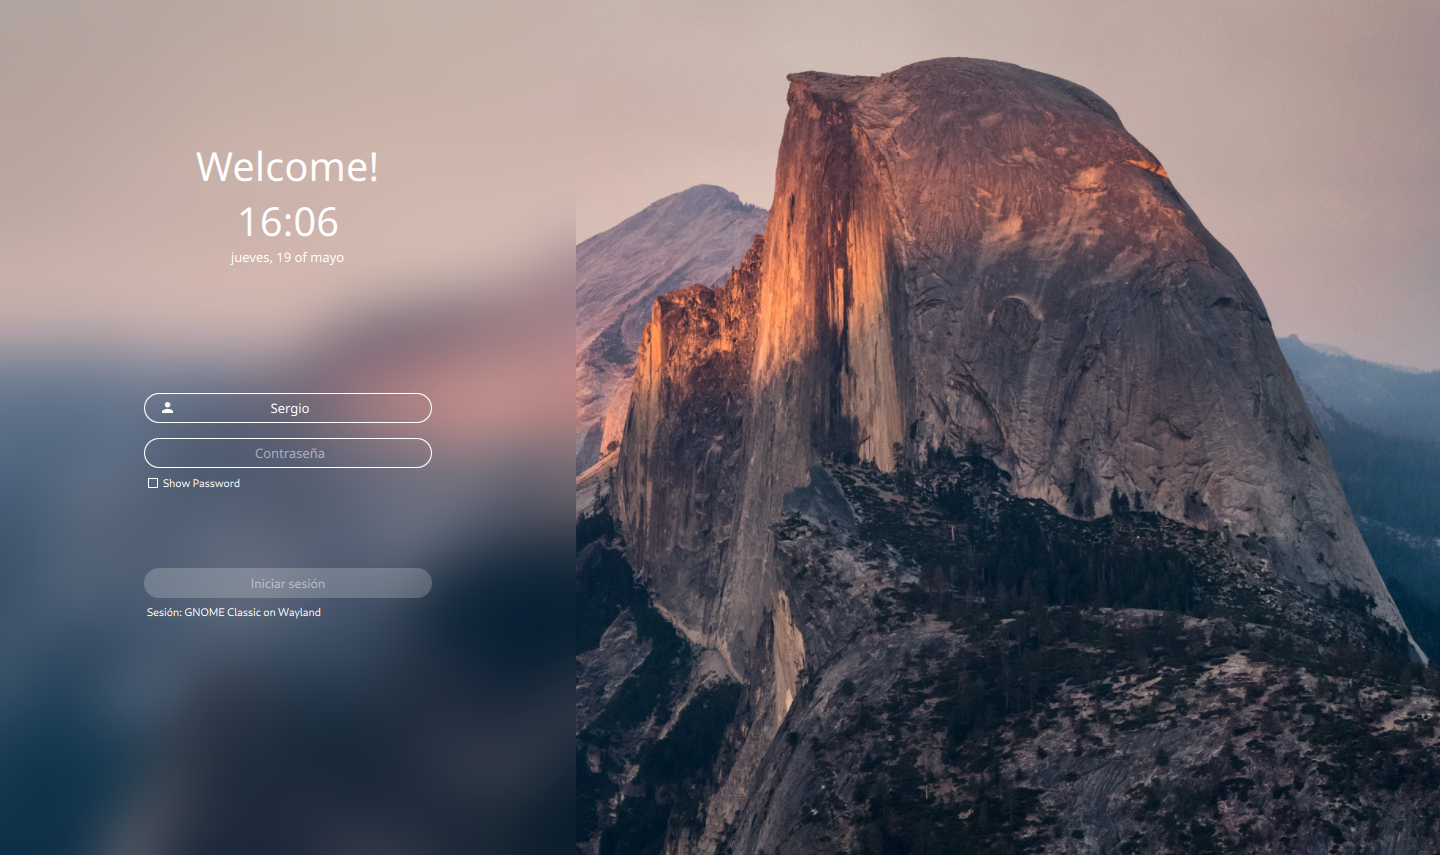 Welcome!
16:06
jueves, 19 of mayo
Sergio
Contraseña
Show Password
Iniciar sesión
Sesión: GNOME Classic on Wayland